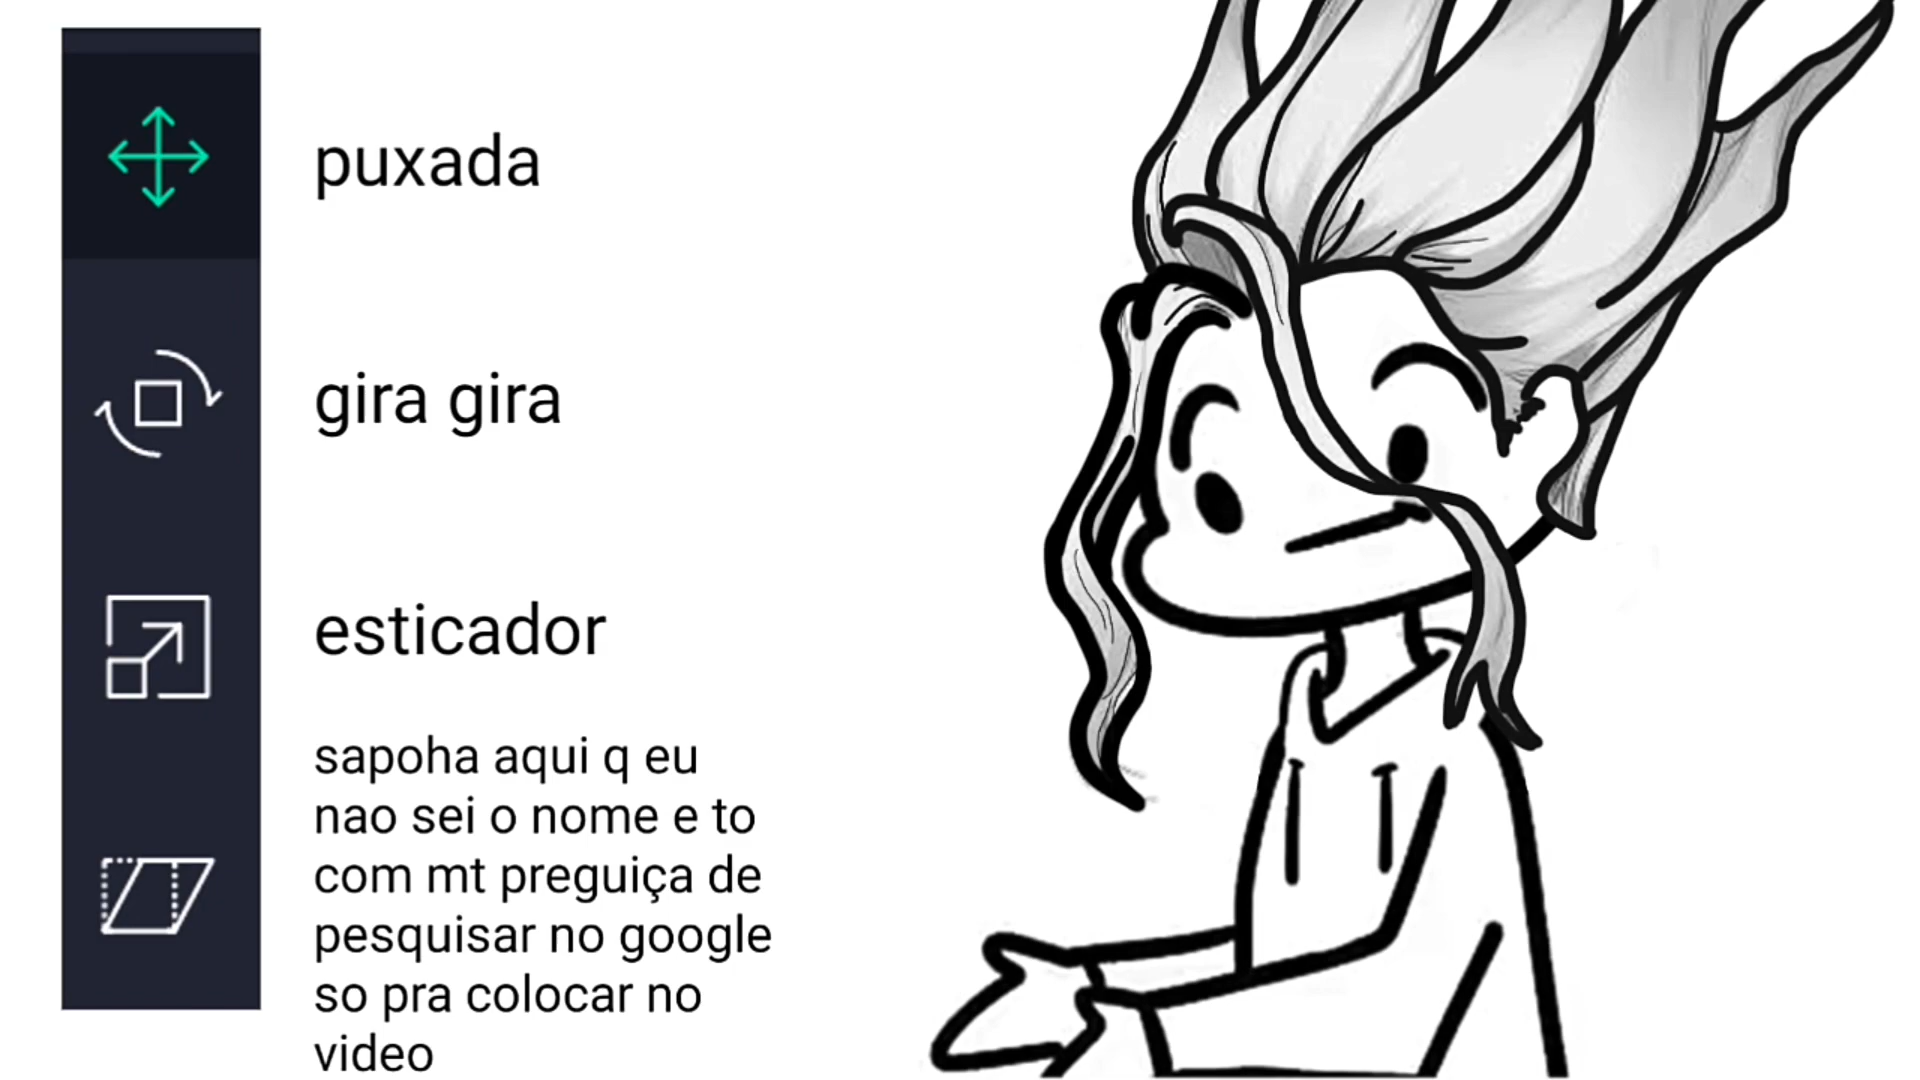 puxada
gira gira
esticador
sapoha aqui q eu
nao sei o nome e to
com mt preguiça de
pesquisar no google
so pra colocar no
video